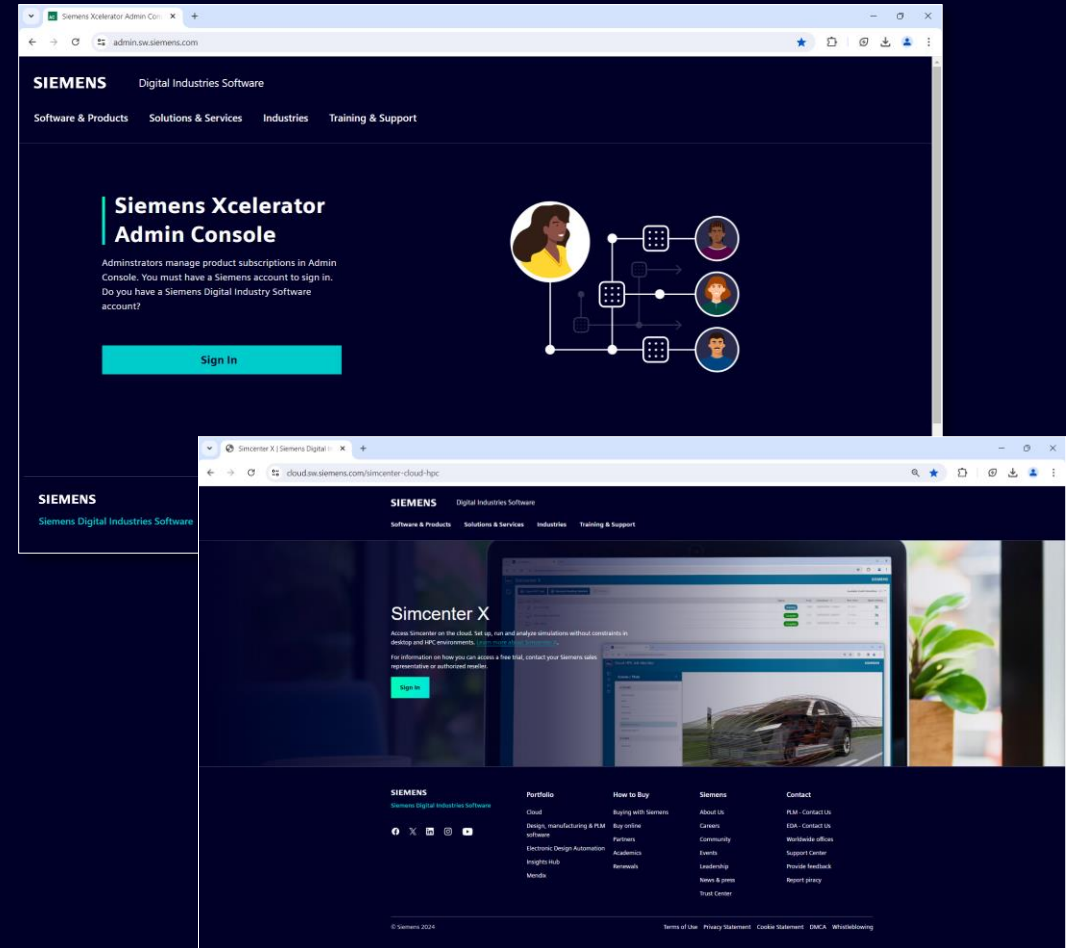 Siemens Xcelerator Admin Con
admin.sw.siemens.com
SIEMENS Digital Industries Software
Software & Products Solutions & Services Industries Training & Support
Siemens Xcelerator
Admin Console
Adminstrators manage product subscriptions in Admin
Console. You must have a Siemens account to sign in.
Do you have a Siemens Digital Industry Software
account?
Sign In
SIEMENS
Siemens Digital Industries Software
Simcenter X | Siemens Digital In
cloud.sw.siemens.com/simcenter-cloud-hpc
SIEMENS Digital Industries Software
Software & Products Solutions & Services Industries Training & Support
Simcenter X
Access Simcenter on the cloud. Set up, run and analyze simulations without constraints in
desktop and HPC environments. Learn more about Simcenter X.
For information on how you can access a free trial, contact your Siemens sales
representative or authorized reseller.
Sign In
SIEMENS
Siemens Digital Industries Software
Portfolio
Cloud
Design, manufacturing & PLM
software
Electronic Design Automation
Insights Hub
Mendix
How to Buy
Buying with Siemens
Buy online
Partners
Academics
Renewals
Siemens
About Us
Careers
Community
Events
Leadership
News & press
Trust Center
Contact
PLM - Contact Us
EDA - Contact Us
Worldwide offices
Support Center
Provide feedback
Report piracy
© Siemens 2024
Terms of Use Privacy Statement Cookie Statement DMCA Whistleblowing